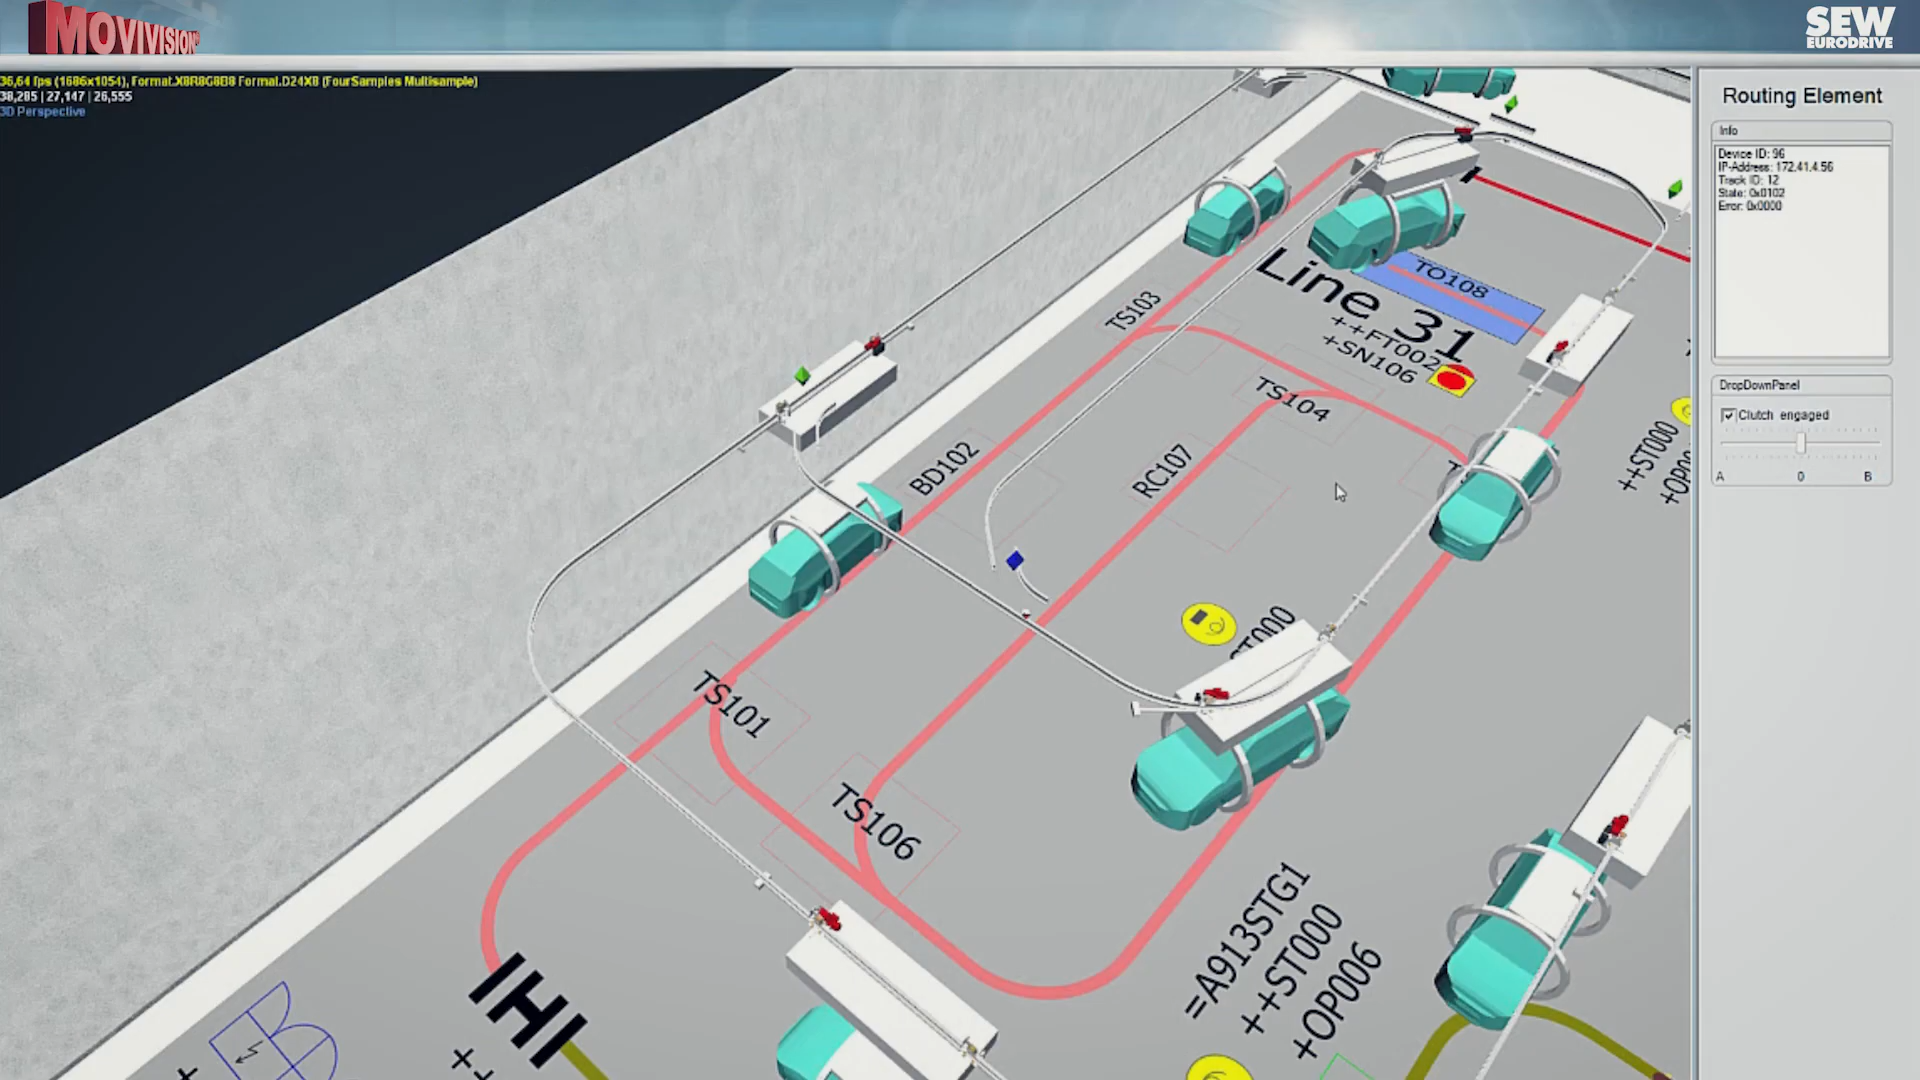 MOVIVISION®
SEW
EURODRIVE
36,64 fps (1686x1054), Format.X8R8G8B8 Format.D24X8 (FourSamples Multisample)
38,285 | 27,147 | 26,555
3D Perspective
Routing Element
Info
Device ID: 96
IP-Address: 172.41.4.56
Track ID: 12
State: 0x0102
Error: 0x0000
DropDownPanel
Clutch engaged
A 0 B
TO108
Line 31
++FT002
+SN106
TS103
TS104
BD102
RC107
++ST000
ST000
TS101
TS106
=A913STG1
++ST000
+OP006